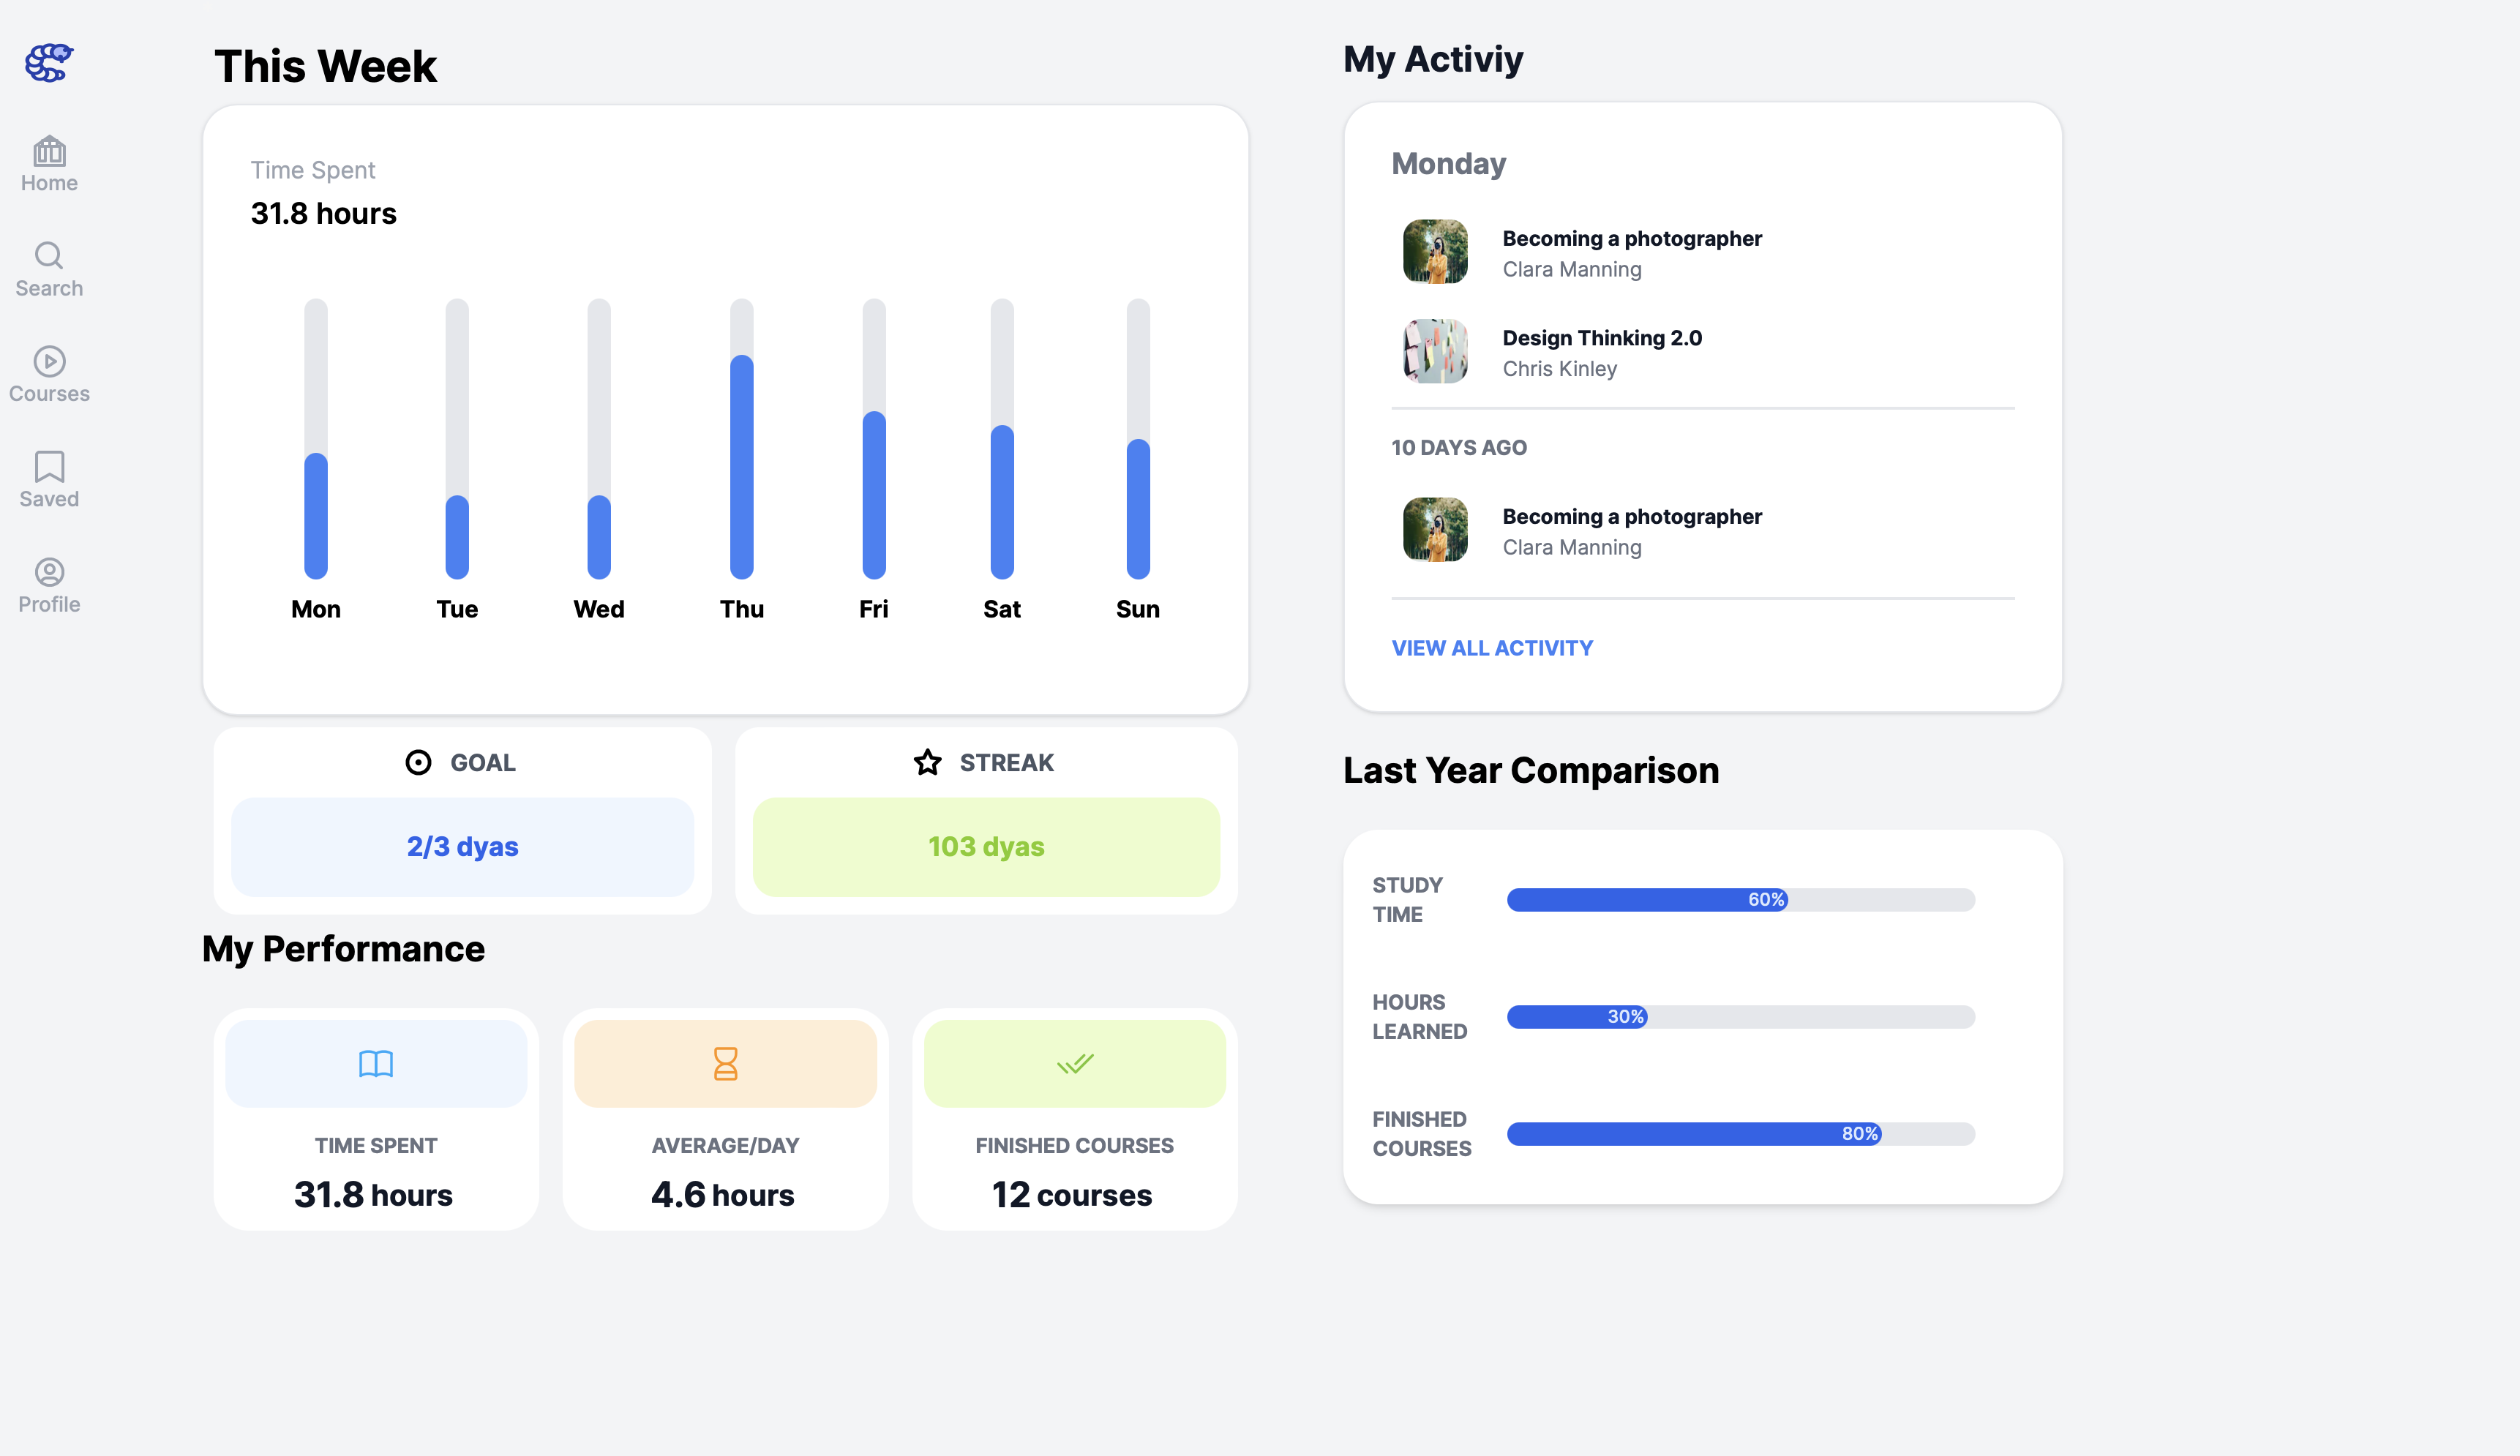 Home
Search
Courses
Saved
Profile
This Week
Time Spent
31.8 hours
Mon Tue Wed Thu Fri Sat Sun
GOAL
2/3 dyas
STREAK
103 dyas
My Performance
TIME SPENT
31.8 hours
AVERAGE/DAY
4.6 hours
FINISHED COURSES
12 courses
My Activiy
Monday
Becoming a photographer
Clara Manning
Design Thinking 2.0
Chris Kinley
10 DAYS AGO
Becoming a photographer
Clara Manning
VIEW ALL ACTIVITY
Last Year Comparison
STUDY
TIME
60%
HOURS
LEARNED
30%
FINISHED
COURSES
80%